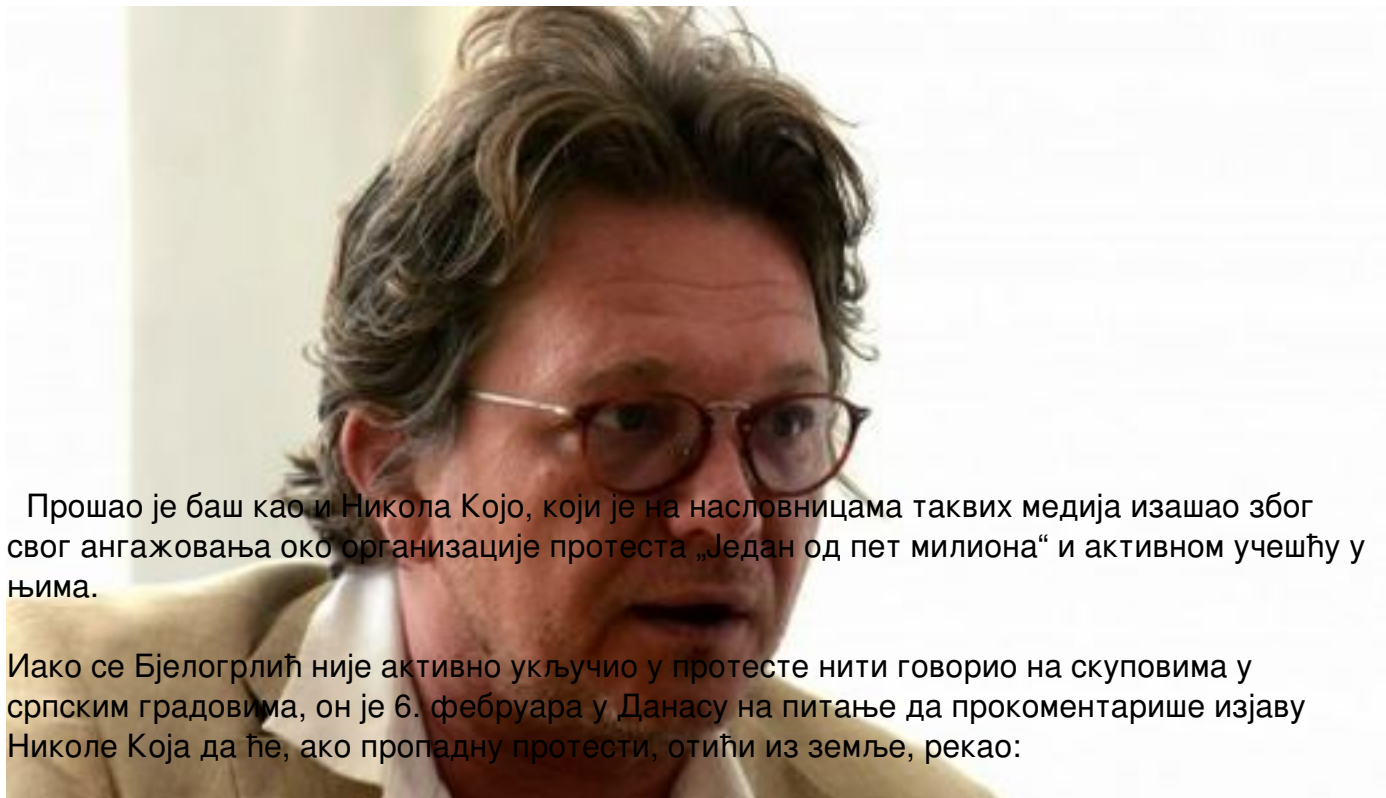 Прошао је баш као и Никола Којо, који је на насловницама таквих медија изашао због
свог ангажовања око организације протеста „Један од пет милиона“ и активном учешћу у
њима.
Иако се Бјелогрлић није активно укључио у протесте нити говорио на скуповима у
српским градовима, он је 6. фебруара у Данасу на питање да прокоментарише изјаву
Николе Која да ће, ако пропадну протести, отићи из земље, рекао: